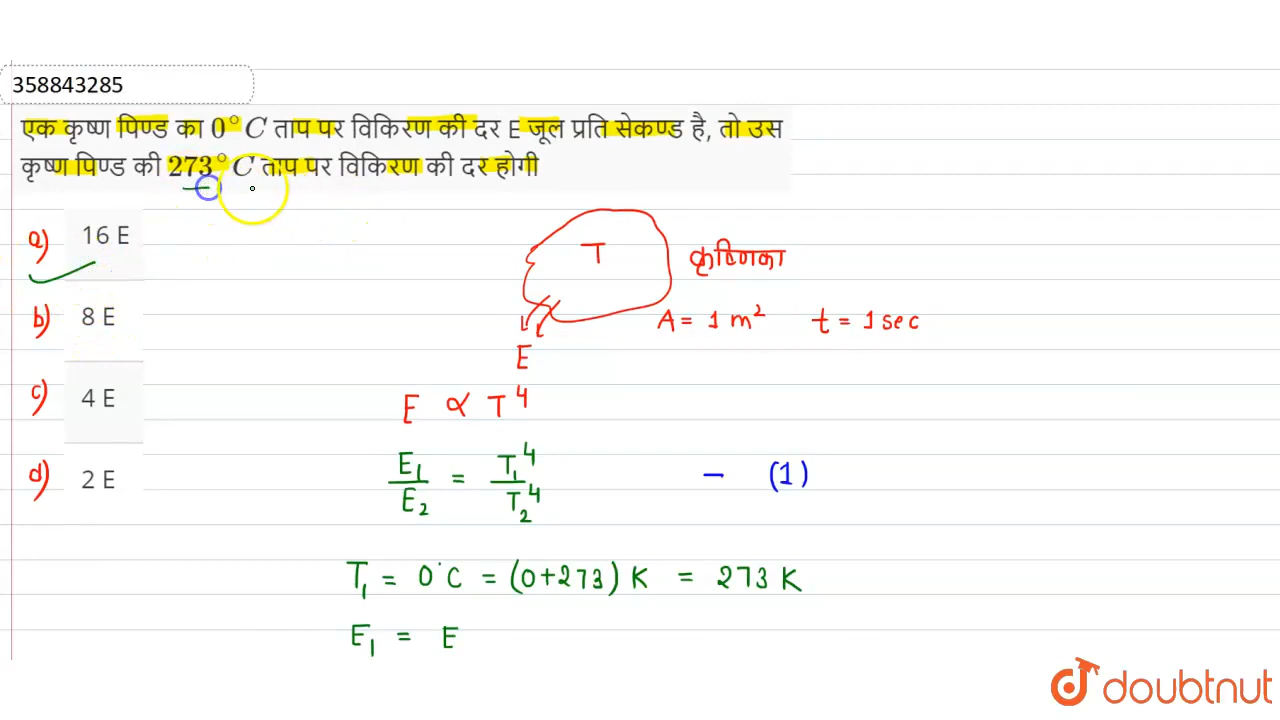 358843285
एक कृष्ण पिण्ड का 0°C ताप पर विकिरण की दर E जूल प्रति सेकण्ड है, तो उस
कृष्ण पिण्ड की 273°C ताप पर विकिरण की दर होगी
a) 16 E
b) 8 E
c) 4 E
d) 2 E
T
कृष्णिका
A = 1 m² t = 1 sec
E
E ∝ T⁴
E₁/E₂ = T₁⁴/T₂⁴ — (1)
T₁ = 0°C = (0+273) K = 273 K
E₁ = E
doubtnut